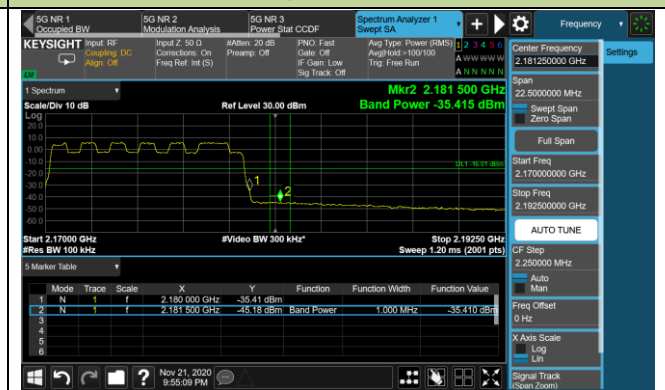 5G NR 1
Occupied BW
5G NR 2
Modulation Analysis
5G NR 3
Power Stat CCDF
Spectrum Analyzer 1
Swept SA
Frequency
KEYSIGHT
Input: RF
Coupling: DC
Align: Off
Input Z: 50 Ω
Corrections: On
Freq Ref: Int (S)
#Atten: 20 dB
Preamp: Off
PNO: Fast
Gate: Off
IF Gain: Low
Sig Track: Off
Avg Type: Power (RMS)
Avg|Hold:>100/100
Trig: Free Run
1 2 3 4 5 6
A W W W W W
A N N N N N
1 Spectrum
Scale/Div 10 dB
Ref Level 30.00 dBm
Mkr2 2.181 500 GHz
Band Power -35.415 dBm
Log
20.0
10.0
0.00
-10.0
-20.0
-30.0
-40.0
-50.0
-60.0
DL1 -16.01 dBm
1
2
Start 2.17000 GHz
#Res BW 100 kHz
#Video BW 300 kHz*
Stop 2.19250 GHz
Sweep 1.20 ms (2001 pts)
5 Marker Table
Mode Trace Scale X Y Function Function Width Function Value
1 N 1 f 2.180 000 GHz -35.41 dBm
2 N 1 f 2.181 500 GHz -45.18 dBm Band Power 1.000 MHz -35.410 dBm
3
4
5
6
Nov 21, 2020
9:55:09 PM
Center Frequency
2.181250000 GHz
Settings
Span
22.5000000 MHz
Swept Span
Zero Span
Full Span
Start Freq
2.170000000 GHz
Stop Freq
2.192500000 GHz
AUTO TUNE
CF Step
2.250000 MHz
Auto
Man
Freq Offset
0 Hz
X Axis Scale
Log
Lin
Signal Track
(Span Zoom)